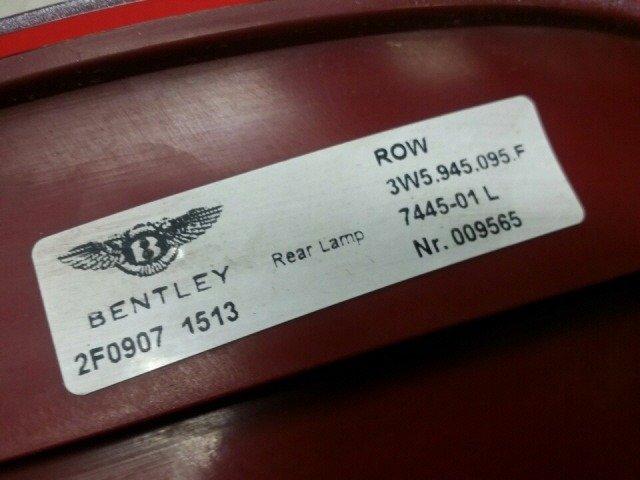 B
BENTLEY
2F0907 1513
Rear Lamp
ROW
3W5.945.095.F
7445-01 L
Nr. 009565